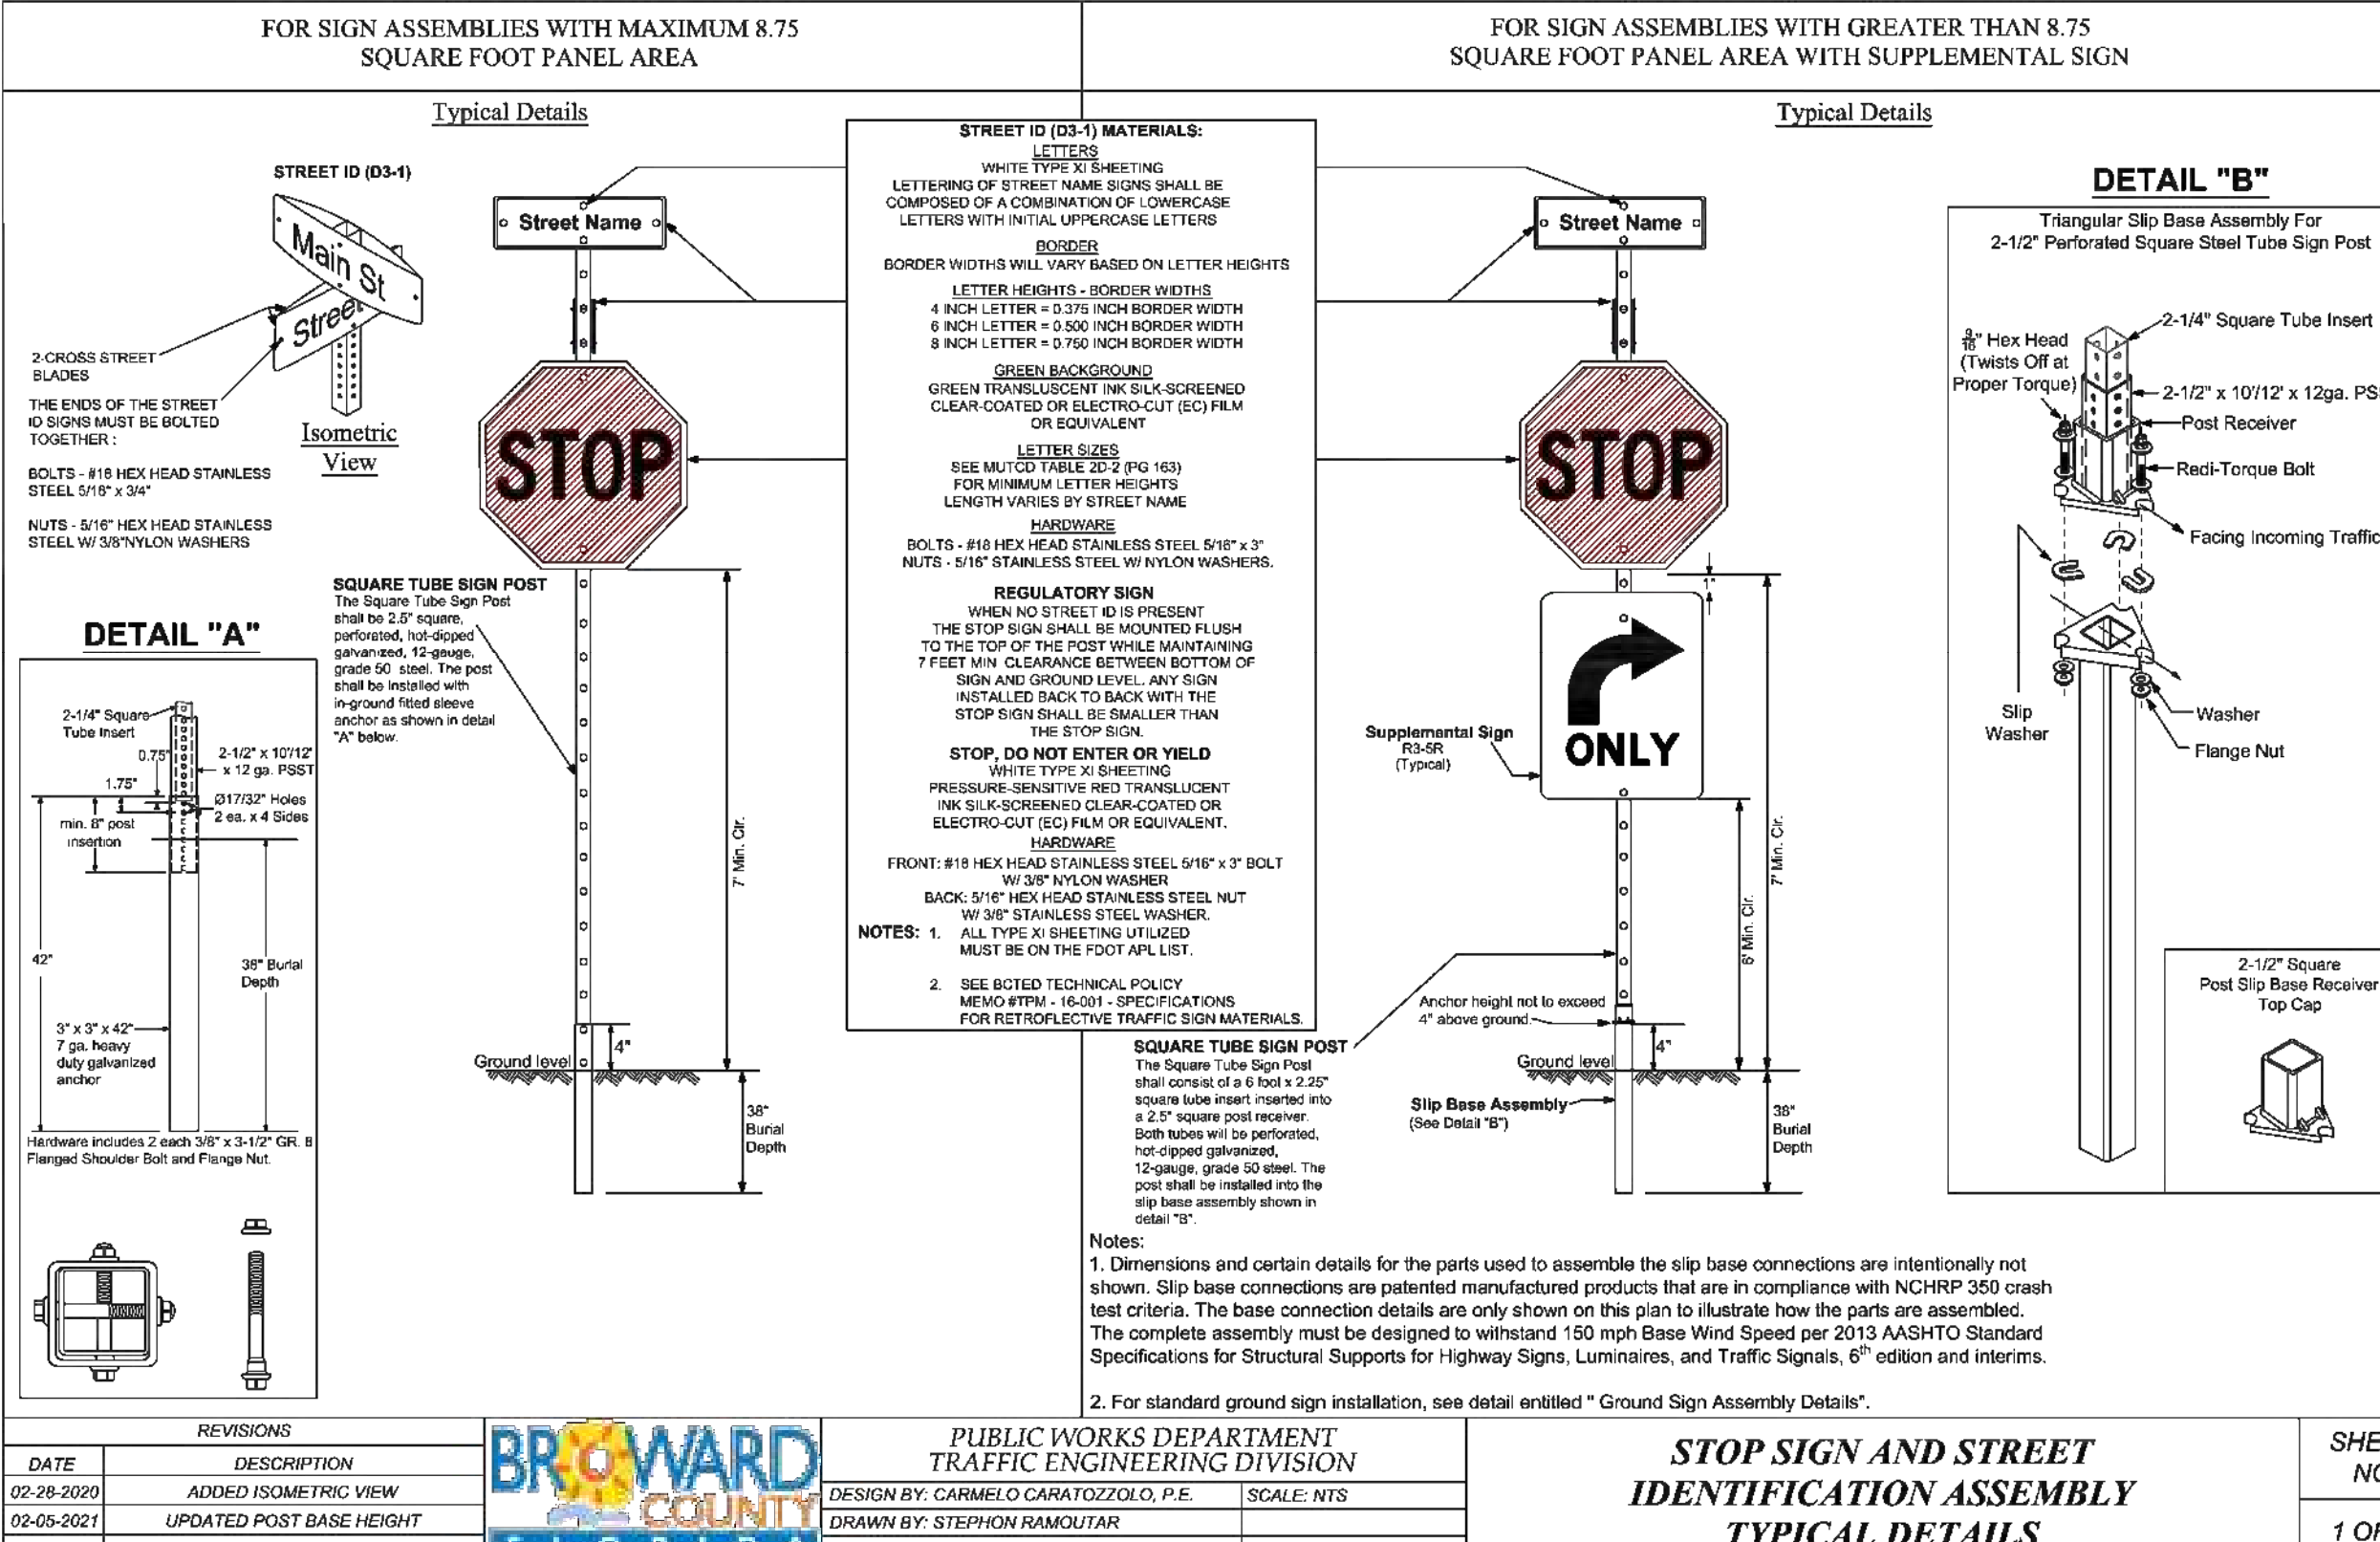 FOR SIGN ASSEMBLIES WITH MAXIMUM 8.75
SQUARE FOOT PANEL AREA
Typical Details
STREET ID (D3-1)
Main St
Street
2-CROSS STREET
BLADES
THE ENDS OF THE STREET
ID SIGNS MUST BE BOLTED
TOGETHER :
BOLTS - #18 HEX HEAD STAINLESS
STEEL 5/16" x 3/4"
NUTS - 5/16" HEX HEAD STAINLESS
STEEL W/ 3/8"NYLON WASHERS
Isometric
View
Street Name
STOP
SQUARE TUBE SIGN POST
The Square Tube Sign Post
shall be 2.5" square,
perforated, hot-dipped
galvanized, 12-gauge,
grade 50 steel. The post
shall be installed with
in-ground fitted sleeve
anchor as shown in detail
"A" below.
7' Min. Clr.
4"
Ground level
38"
Burial
Depth
DETAIL "A"
2-1/4" Square
Tube Insert
0.75"
2-1/2" x 10'/12'
x 12 ga. PSST
1.75"
Ø17/32" Holes
2 ea. x 4 Sides
min. 8" post
insertion
42"
38" Burial
Depth
3" x 3" x 42"
7 ga. heavy
duty galvanized
anchor
Hardware includes 2 each 3/8" x 3-1/2" GR. 8
Flanged Shoulder Bolt and Flange Nut.
STREET ID (D3-1) MATERIALS:
LETTERS
WHITE TYPE XI SHEETING
LETTERING OF STREET NAME SIGNS SHALL BE
COMPOSED OF A COMBINATION OF LOWERCASE
LETTERS WITH INITIAL UPPERCASE LETTERS
BORDER
BORDER WIDTHS WILL VARY BASED ON LETTER HEIGHTS
LETTER HEIGHTS - BORDER WIDTHS
4 INCH LETTER = 0.375 INCH BORDER WIDTH
6 INCH LETTER = 0.500 INCH BORDER WIDTH
8 INCH LETTER = 0.750 INCH BORDER WIDTH
GREEN BACKGROUND
GREEN TRANSLUSCENT INK SILK-SCREENED
CLEAR-COATED OR ELECTRO-CUT (EC) FILM
OR EQUIVALENT
LETTER SIZES
SEE MUTCD TABLE 2D-2 (PG 163)
FOR MINIMUM LETTER HEIGHTS
LENGTH VARIES BY STREET NAME
HARDWARE
BOLTS - #18 HEX HEAD STAINLESS STEEL 5/16" x 3"
NUTS - 5/16" STAINLESS STEEL W/ NYLON WASHERS.
REGULATORY SIGN
WHEN NO STREET ID IS PRESENT
THE STOP SIGN SHALL BE MOUNTED FLUSH
TO THE TOP OF THE POST WHILE MAINTAINING
7 FEET MIN CLEARANCE BETWEEN BOTTOM OF
SIGN AND GROUND LEVEL. ANY SIGN
INSTALLED BACK TO BACK WITH THE
STOP SIGN SHALL BE SMALLER THAN
THE STOP SIGN.
STOP, DO NOT ENTER OR YIELD
WHITE TYPE XI SHEETING
PRESSURE-SENSITIVE RED TRANSLUCENT
INK SILK-SCREENED CLEAR-COATED OR
ELECTRO-CUT (EC) FILM OR EQUIVALENT.
HARDWARE
FRONT: #18 HEX HEAD STAINLESS STEEL 5/16" x 3" BOLT
W/ 3/8" NYLON WASHER
BACK: 5/16" HEX HEAD STAINLESS STEEL NUT
W/ 3/8" STAINLESS STEEL WASHER.
NOTES: 1. ALL TYPE XI SHEETING UTILIZED
MUST BE ON THE FDOT APL LIST.
2. SEE BCTED TECHNICAL POLICY
MEMO #TPM - 16-001 - SPECIFICATIONS
FOR RETROFLECTIVE TRAFFIC SIGN MATERIALS.
FOR SIGN ASSEMBLIES WITH GREATER THAN 8.75
SQUARE FOOT PANEL AREA WITH SUPPLEMENTAL SIGN
Typical Details
Street Name
STOP
1"
ONLY
Supplemental Sign
R3-5R
(Typical)
7' Min. Clr.
6' Min. Clr.
Anchor height not to exceed
4" above ground.
4"
Ground level
Slip Base Assembly
(See Detail "B")
38"
Burial
Depth
SQUARE TUBE SIGN POST
The Square Tube Sign Post
shall consist of a 6 foot x 2.25"
square tube insert inserted into
a 2.5" square post receiver.
Both tubes will be perforated,
hot-dipped galvanized,
12-gauge, grade 50 steel. The
post shall be installed into the
slip base assembly shown in
detail "B".
DETAIL "B"
Triangular Slip Base Assembly For
2-1/2" Perforated Square Steel Tube Sign Post
2-1/4" Square Tube Insert
9/16" Hex Head
(Twists Off at
Proper Torque)
2-1/2" x 10'/12' x 12ga.
Post Receiver
Redi-Torque Bolt
Facing Incoming Traffic
Slip
Washer
Washer
Flange Nut
2-1/2" Square
Post Slip Base Receiver
Top Cap
Notes:
1. Dimensions and certain details for the parts used to assemble the slip base connections are intentionally not
shown. Slip base connections are patented manufactured products that are in compliance with NCHRP 350 crash
test criteria. The base connection details are only shown on this plan to illustrate how the parts are assembled.
The complete assembly must be designed to withstand 150 mph Base Wind Speed per 2013 AASHTO Standard
Specifications for Structural Supports for Highway Signs, Luminaires, and Traffic Signals, 6th edition and interims.
2. For standard ground sign installation, see detail entitled " Ground Sign Assembly Details".
REVISIONS
DATE DESCRIPTION
02-28-2020 ADDED ISOMETRIC VIEW
02-05-2021 UPDATED POST BASE HEIGHT
BROWARD
COUNTY
PUBLIC WORKS DEPARTMENT
TRAFFIC ENGINEERING DIVISION
DESIGN BY: CARMELO CARATOZZOLO, P.E. SCALE: NTS
DRAWN BY: STEPHON RAMOUTAR
STOP SIGN AND STREET
IDENTIFICATION ASSEMBLY
TYPICAL DETAILS